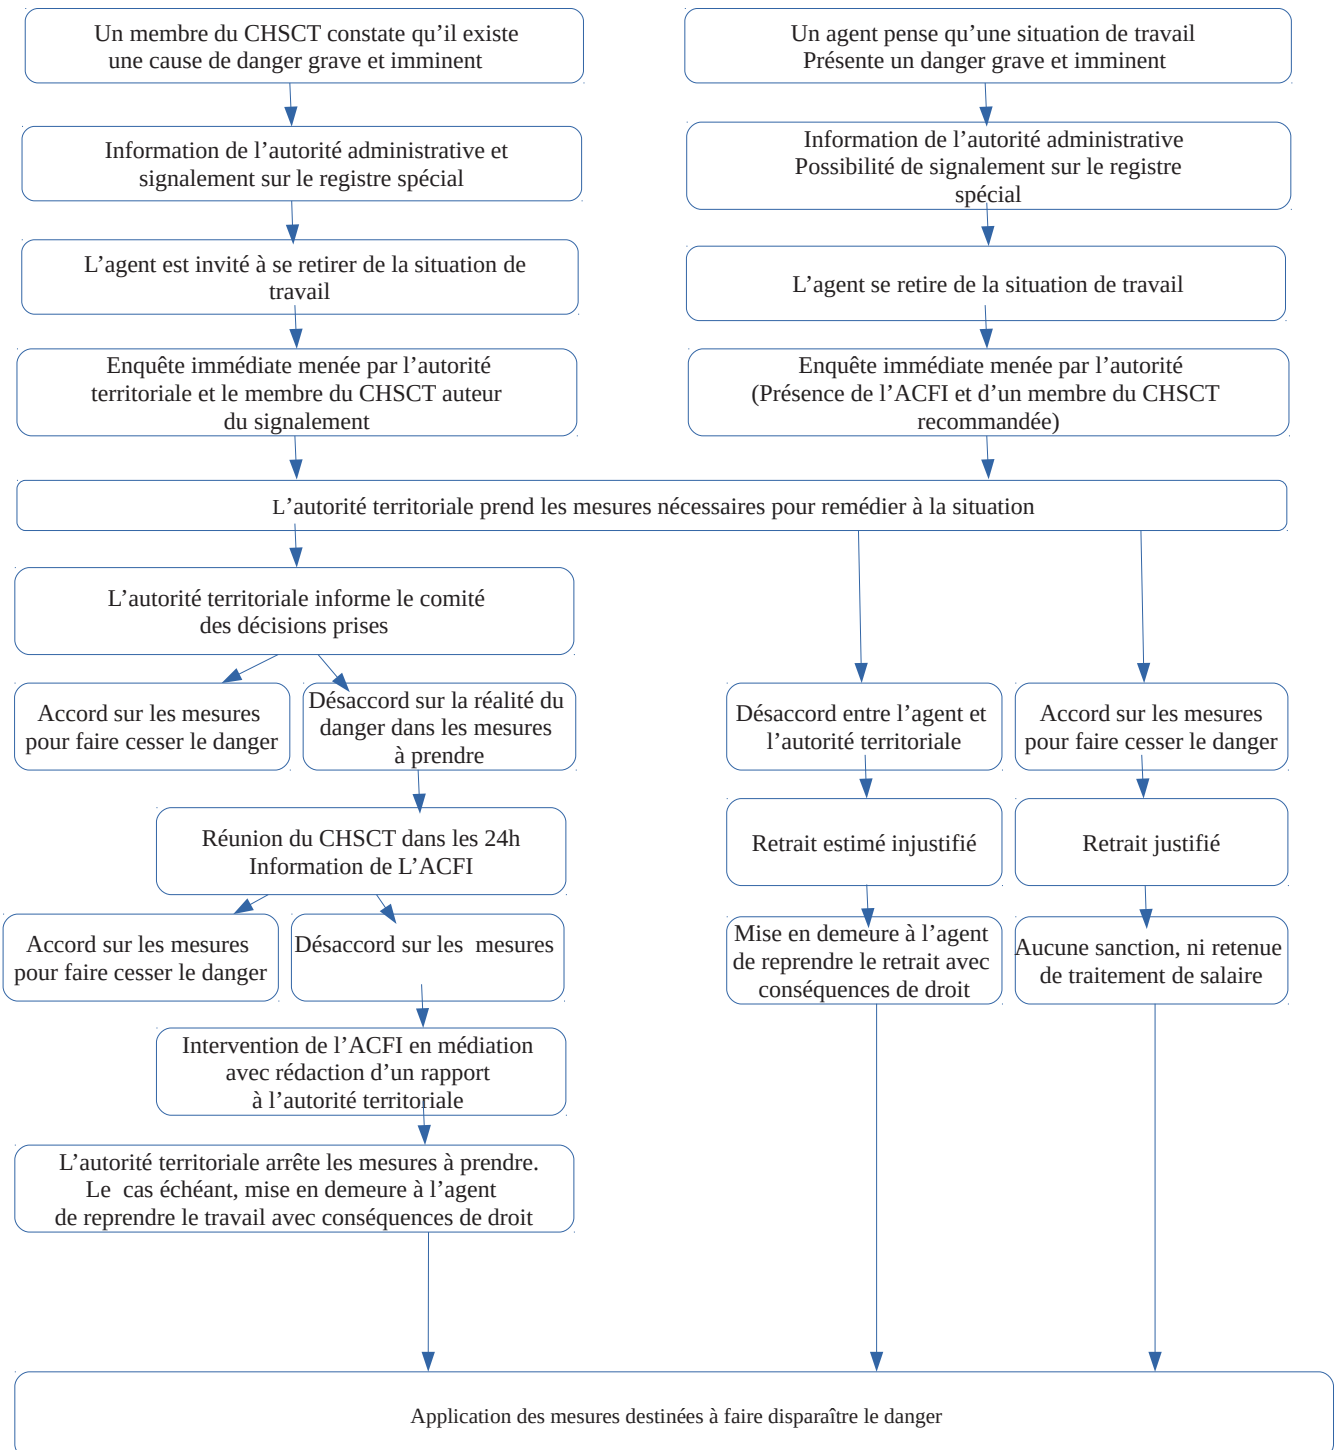 Un membre du CHSCT constate qu’il existe
une cause de danger grave et imminent
Un agent pense qu’une situation de travail
Présente un danger grave et imminent
Information de l’autorité administrative et
signalement sur le registre spécial
Information de l’autorité administrative
Possibilité de signalement sur le registre
spécial
L’agent est invité à se retirer de la situation de
travail
L’agent se retire de la situation de travail
Enquête immédiate menée par l’autorité
territoriale et le membre du CHSCT auteur
du signalement
Enquête immédiate menée par l’autorité
(Présence de l’ACFI et d’un membre du CHSCT
recommandée)
L’autorité territoriale prend les mesures nécessaires pour remédier à la situation
L’autorité territoriale informe le comité
des décisions prises
Accord sur les mesures
pour faire cesser le danger
Désaccord sur la réalité du
danger dans les mesures
à prendre
Désaccord entre l’agent et
l’autorité territoriale
Accord sur les mesures
pour faire cesser le danger
Réunion du CHSCT dans les 24h
Information de L’ACFI
Retrait estimé injustifié
Retrait justifié
Accord sur les mesures
pour faire cesser le danger
Désaccord sur les  mesures
Mise en demeure à l’agent
de reprendre le retrait avec
conséquences de droit
Aucune sanction, ni retenue
de traitement de salaire
Intervention de l’ACFI en médiation
avec rédaction d’un rapport
à l’autorité territoriale
L’autorité territoriale arrête les mesures à prendre.
Le  cas échéant, mise en demeure à l’agent
de reprendre le travail avec conséquences de droit
Application des mesures destinées à faire disparaître le danger